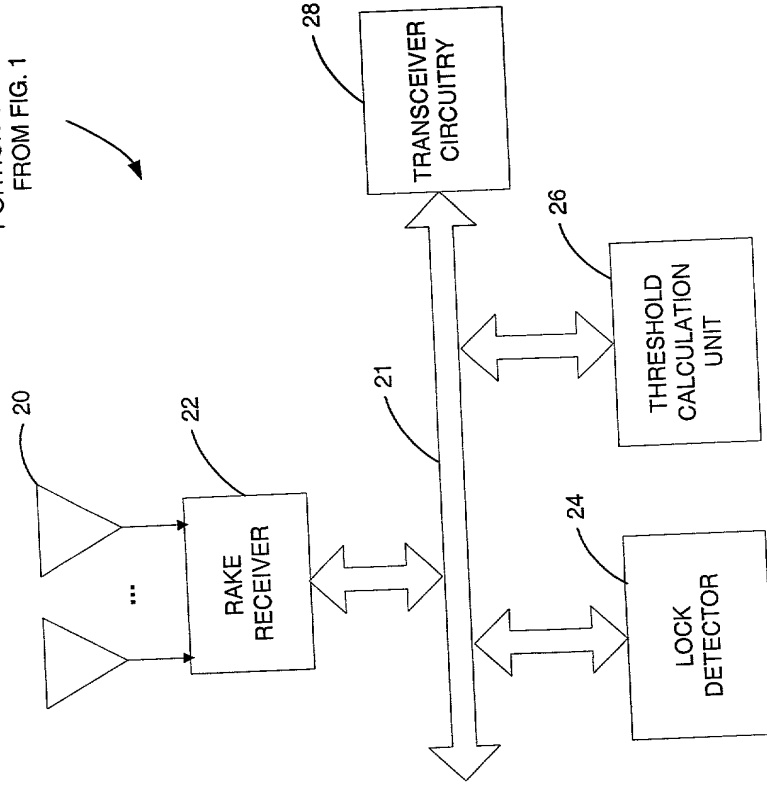 FROM FIG. 1
20
28
22
RAKE
RECEIVER
...
TRANSCEIVER
CIRCUITRY
21
26
24
THRESHOLD
CALCULATION
UNIT
LOCK
DETECTOR